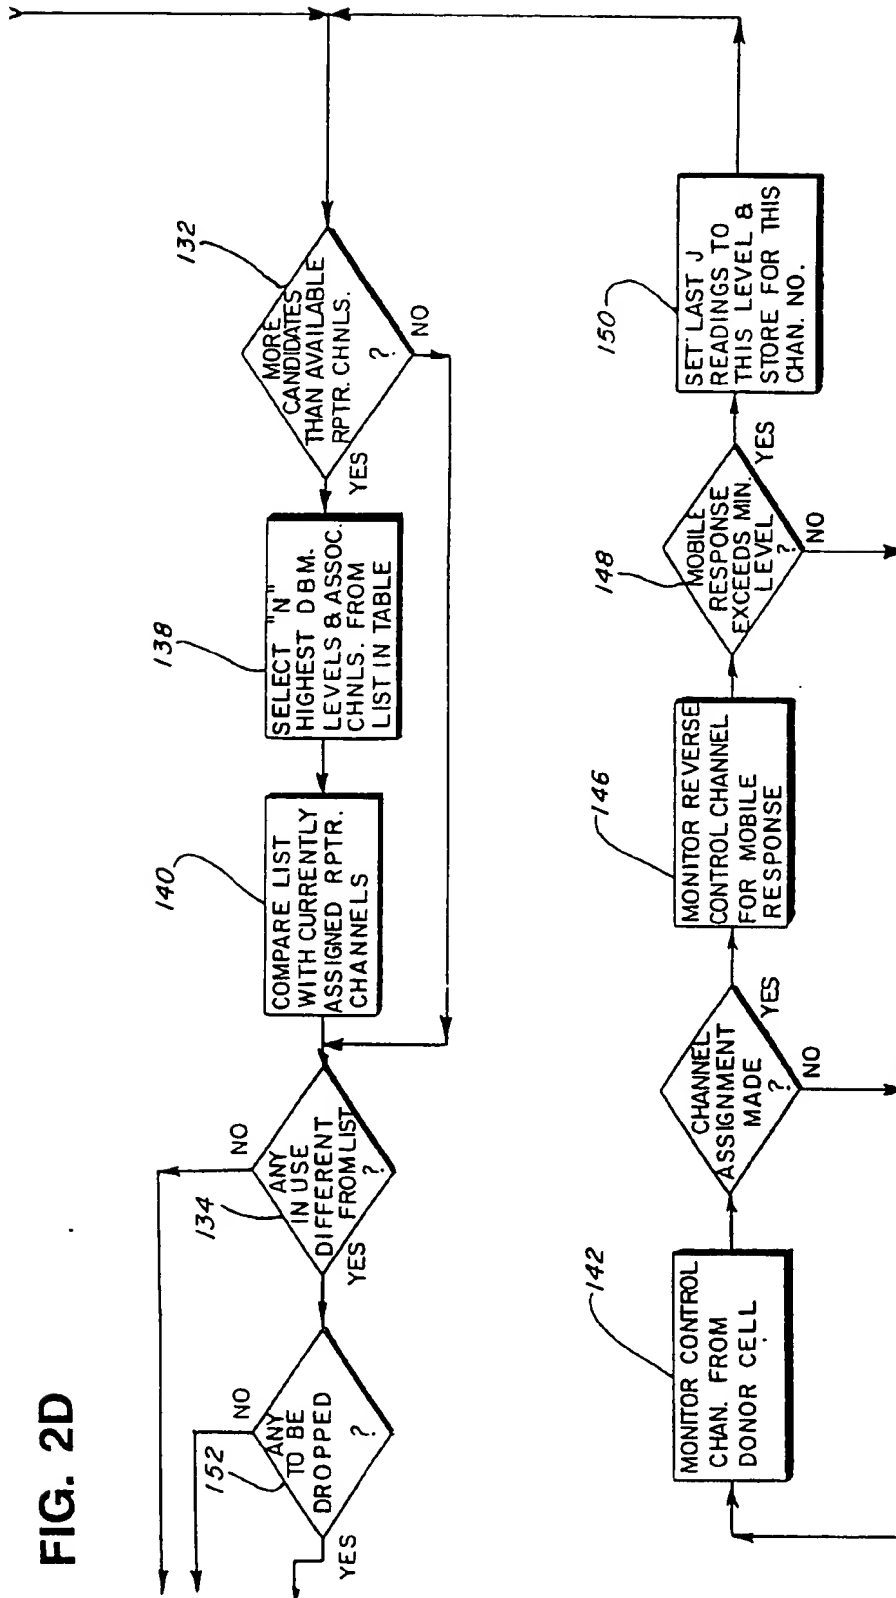 FIG. 2D
132
MORE
CANDIDATES
THAN AVAILABLE
RPTR. CHNLS.
?
NO
YES
138
SELECT "N"
HIGHEST DBM.
LEVELS & ASSOC.
CHNLS. FROM
LIST IN TABLE
140
COMPARE LIST
WITH CURRENTLY
ASSIGNED RPTR.
CHANNELS
134
ANY
IN USE
DIFFERENT
FROM LIST
?
NO
YES
152
ANY
TO BE
DROPPED
?
NO
YES
142
MONITOR CONTROL
CHAN. FROM
DONOR CELL
CHANNEL
ASSIGNMENT
MADE
?
YES
NO
146
MONITOR REVERSE
CONTROL CHANNEL
FOR MOBILE
RESPONSE
148
MOBILE
RESPONSE
EXCEEDS MIN.
LEVEL
?
YES
NO
150
SET LAST J
READINGS TO
THIS LEVEL &
STORE FOR THIS
CHAN. NO.